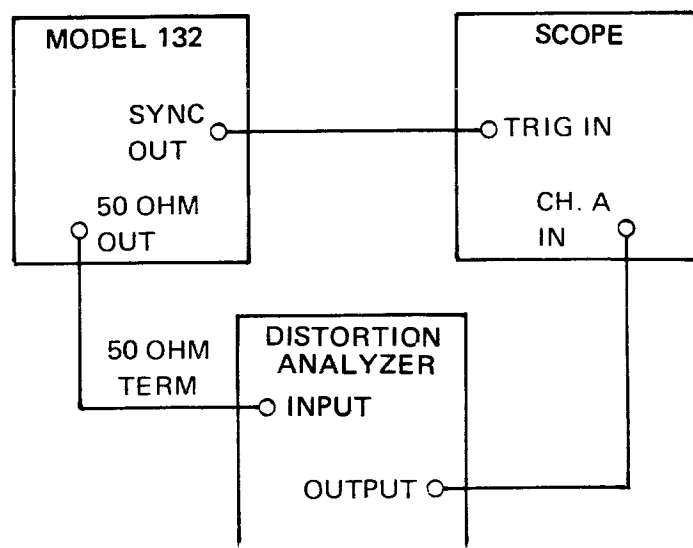 MODEL 132
SYNC
OUT
50 OHM
OUT
SCOPE
TRIG IN
CH. A
IN
50 OHM
TERM
DISTORTION
ANALYZER
INPUT
OUTPUT